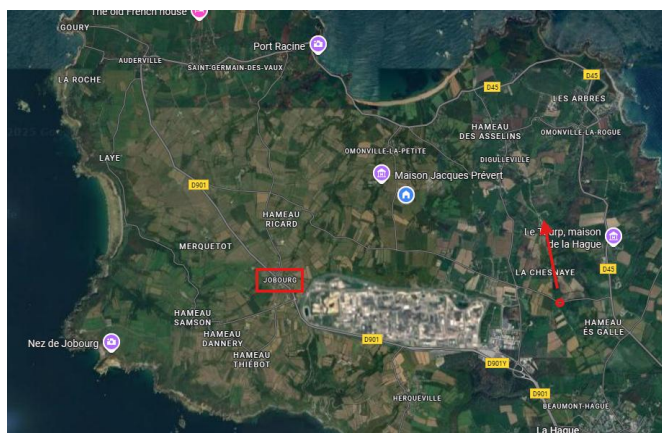 The old French house
GOURY
Port Racine
AUDERVILLE
SAINT-GERMAIN-DES-VAUX
LA ROCHE
D45
D45
LES ARBRES
HAMEAU
DES ASSELINS
OMONVILLE-LA-ROGUE
OMONVILLE-LA-PETITE
DIGULLEVILLE
LAYE
Maison Jacques Prévert
D901
HAMEAU
RICARD
Le Tourp, maison
de la Hague
MERQUETOT
LA CHESNAYE
D45
JOBOURG
HAMEAU
SAMSON
HAMEAU
ÈS GALLE
Nez de Jobourg
HAMEAU
DANNERY
D901
HAMEAU
THIÉBOT
D901Y
D901
HERQUEVILLE
BEAUMONT-HAGUE
La Hague